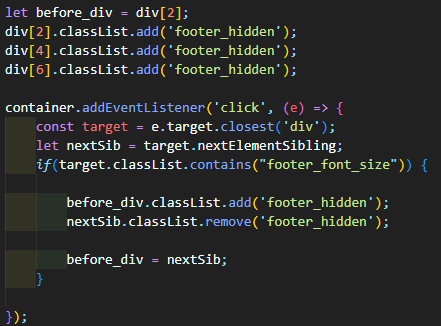 let before_div = div[2];
div[2].classList.add('footer_hidden');
div[4].classList.add('footer_hidden');
div[6].classList.add('footer_hidden');
container.addEventListener('click', (e) => {
    const target = e.target.closest('div');
    let nextSib = target.nextElementSibling;
    if(target.classList.contains("footer_font_size")) {
        before_div.classList.add('footer_hidden');
        nextSib.classList.remove('footer_hidden');
        before_div = nextSib;
    }
});